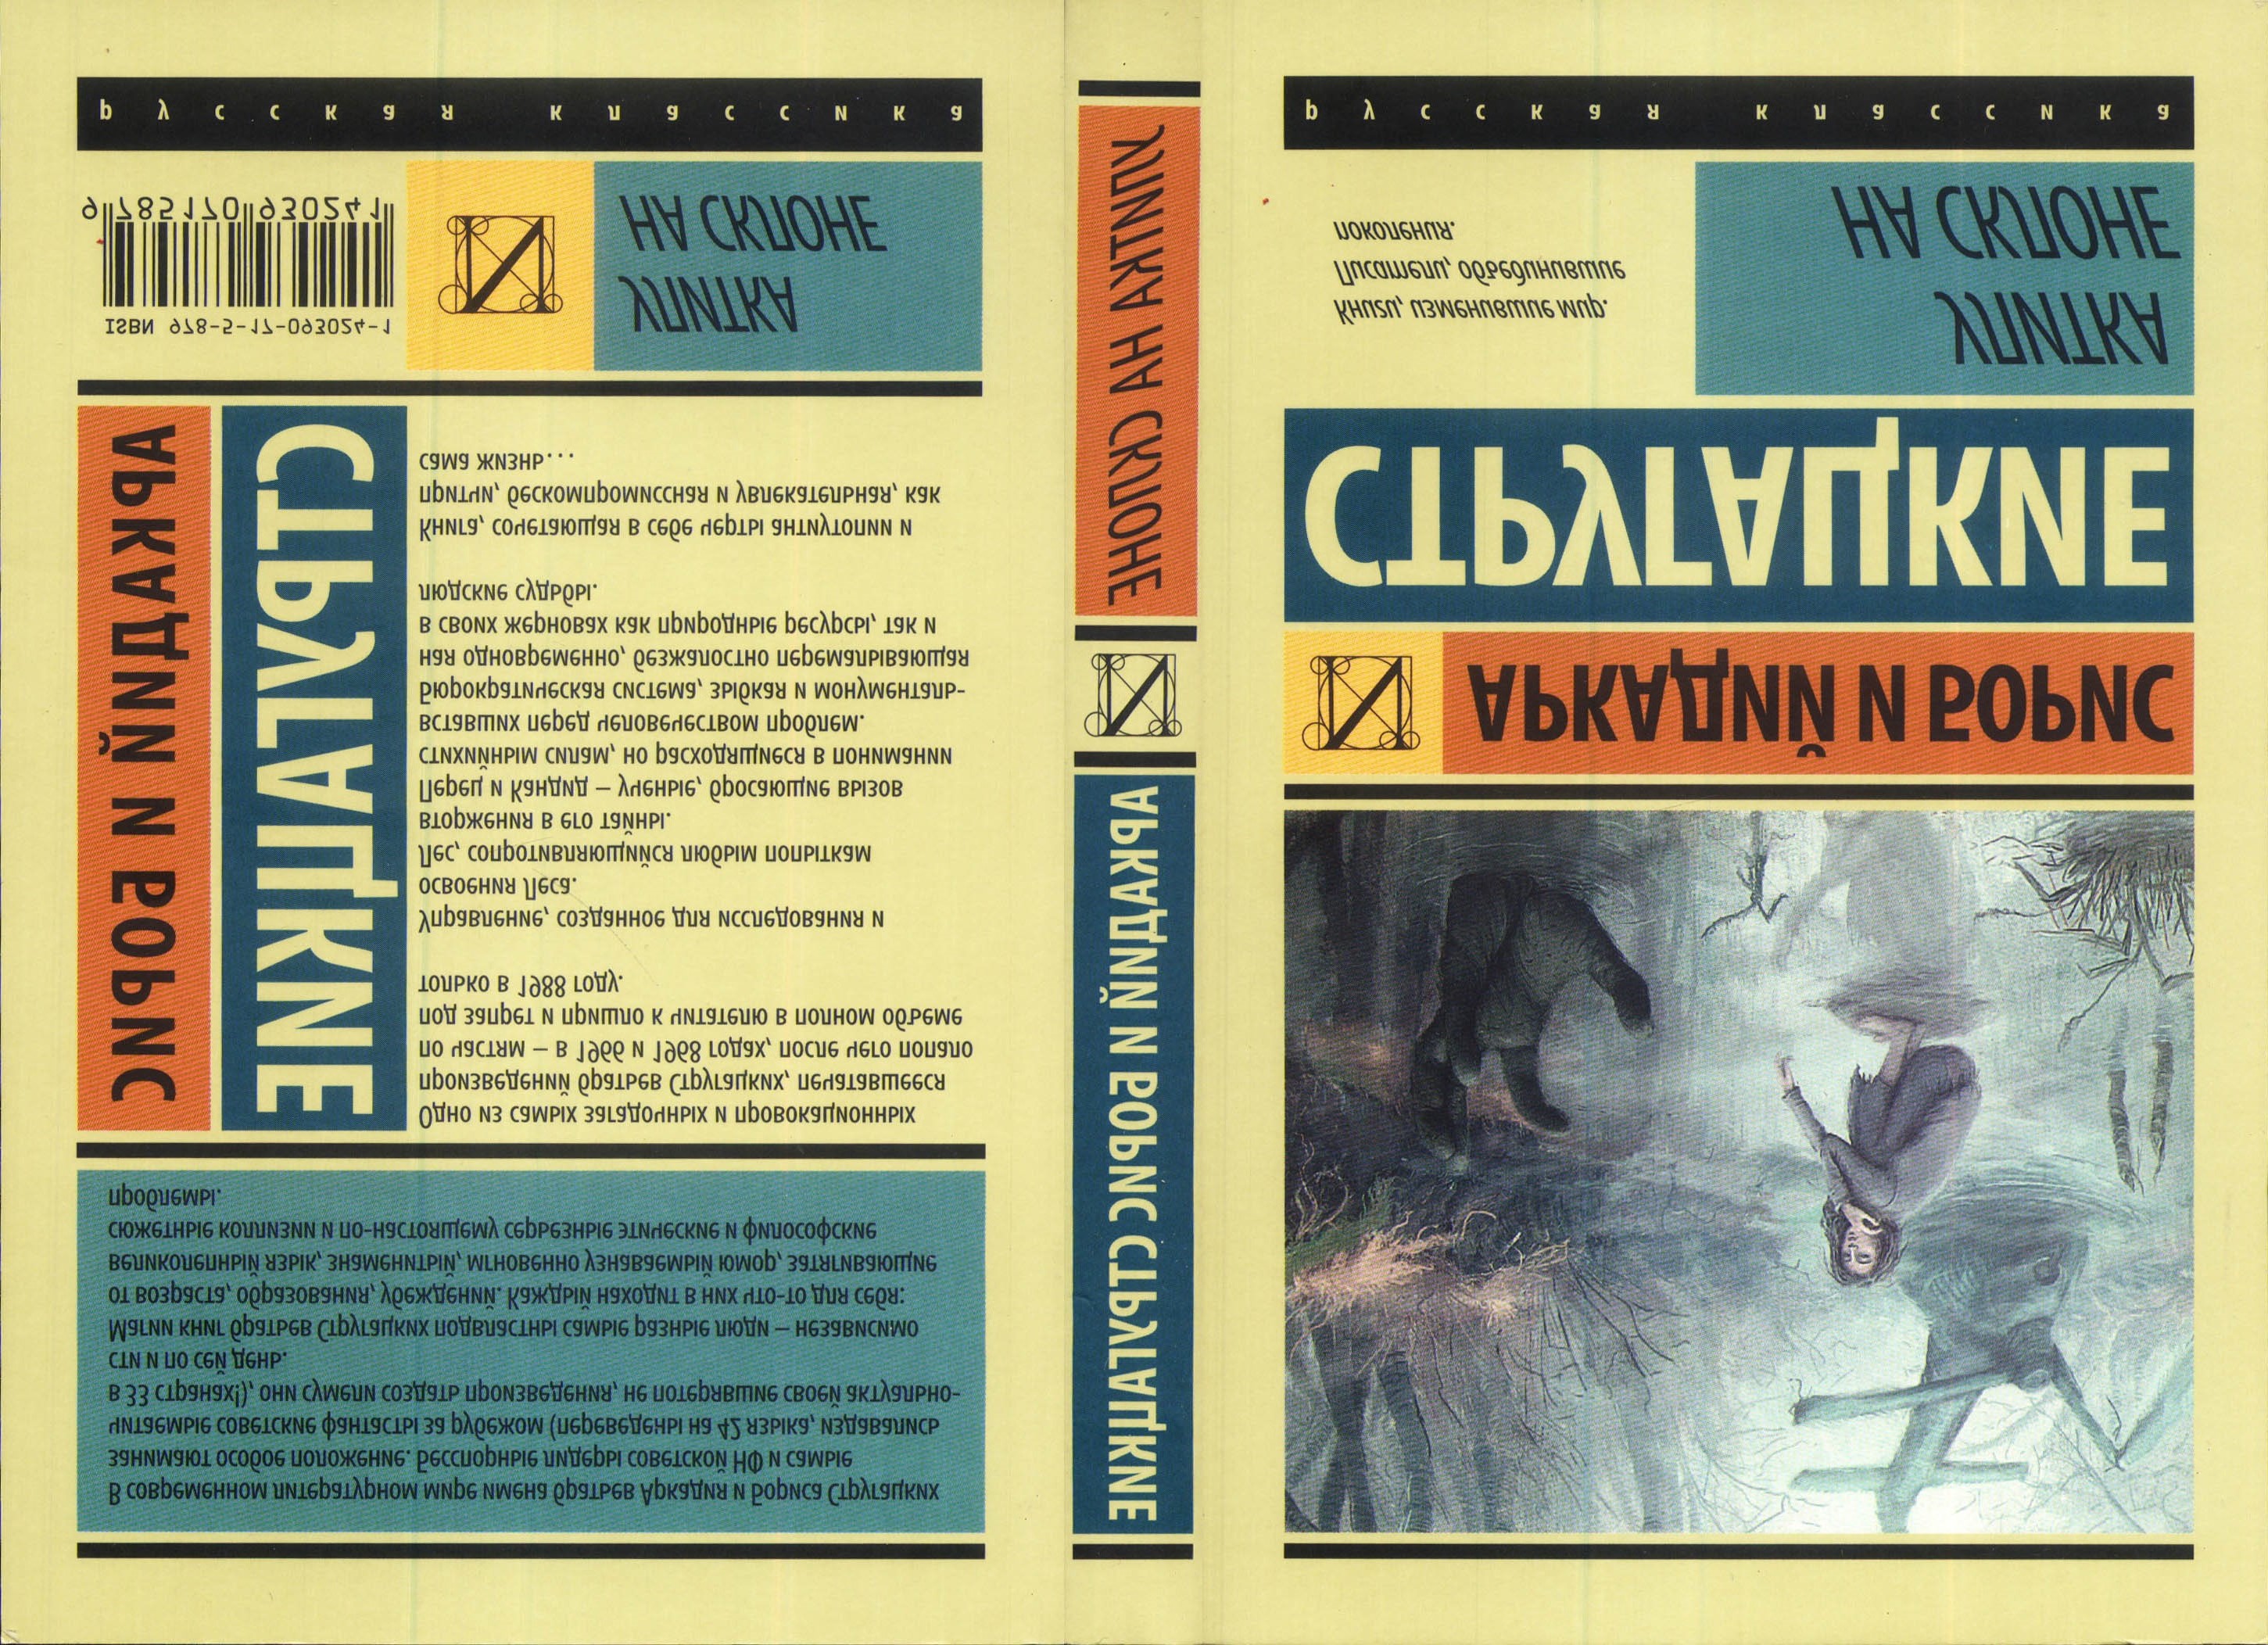 В современном литературном мире имена братьев Аркадия и Бориса Стругацких
занимают особое положение. Бесспорные лидеры советской НФ и самые
читаемые советские фантасты за рубежом (переведены на 42 языка, издавались
в 33 странах!), они сумели создать произведения, не потерявшие своей актуально-
сти и по сей день.
Магии книг братьев Стругацких подвластны самые разные люди – независимо
от возраста, образования, убеждений. Каждый находит в них что-то для себя:
великолепный язык, знаменитый, мгновенно узнаваемый юмор, затягивающие
сюжетные коллизии и по-настоящему серьезные этические и философские
проблемы.
АРКАДИЙ И БОРИС
СТРУГАЦКИЕ
Одно из самых загадочных и провокационных
произведений братьев Стругацких, печатавшееся
по частям – в 1966 и 1968 годах, после чего попало
под запрет и пришло к читателю в полном объеме
только в 1988 году.
Управление, созданное для исследования и
освоения Леса.
Лес, сопротивляющийся любым попыткам
вторжения в его тайны.
Перец и Кандид – ученые, бросающие вызов
стихийным силам, но расходящиеся в понимании
вставших перед человечеством проблем.
Бюрократическая система, зыбкая и монументаль-
ная одновременно, безжалостно перемалывающая
в своих жерновах как природные ресурсы, так и
людские судьбы.
Книга, сочетающая в себе черты антиутопии и
притчи, бескомпромиссная и увлекательная, как
сама жизнь...
ISBN 978-5-17-093024-1
9 785170 930241
И
УЛИТКА
НА СКЛОНЕ
русская классика
АРКАДИЙ И БОРИС СТРУГАЦКИЕ
И
УЛИТКА НА СКЛОНЕ
И
АРКАДИЙ И БОРИС
СТРУГАЦКИЕ
УЛИТКА
НА СКЛОНЕ
Книги, изменившие мир.
Писатели, объединившие
поколения.
русская классика